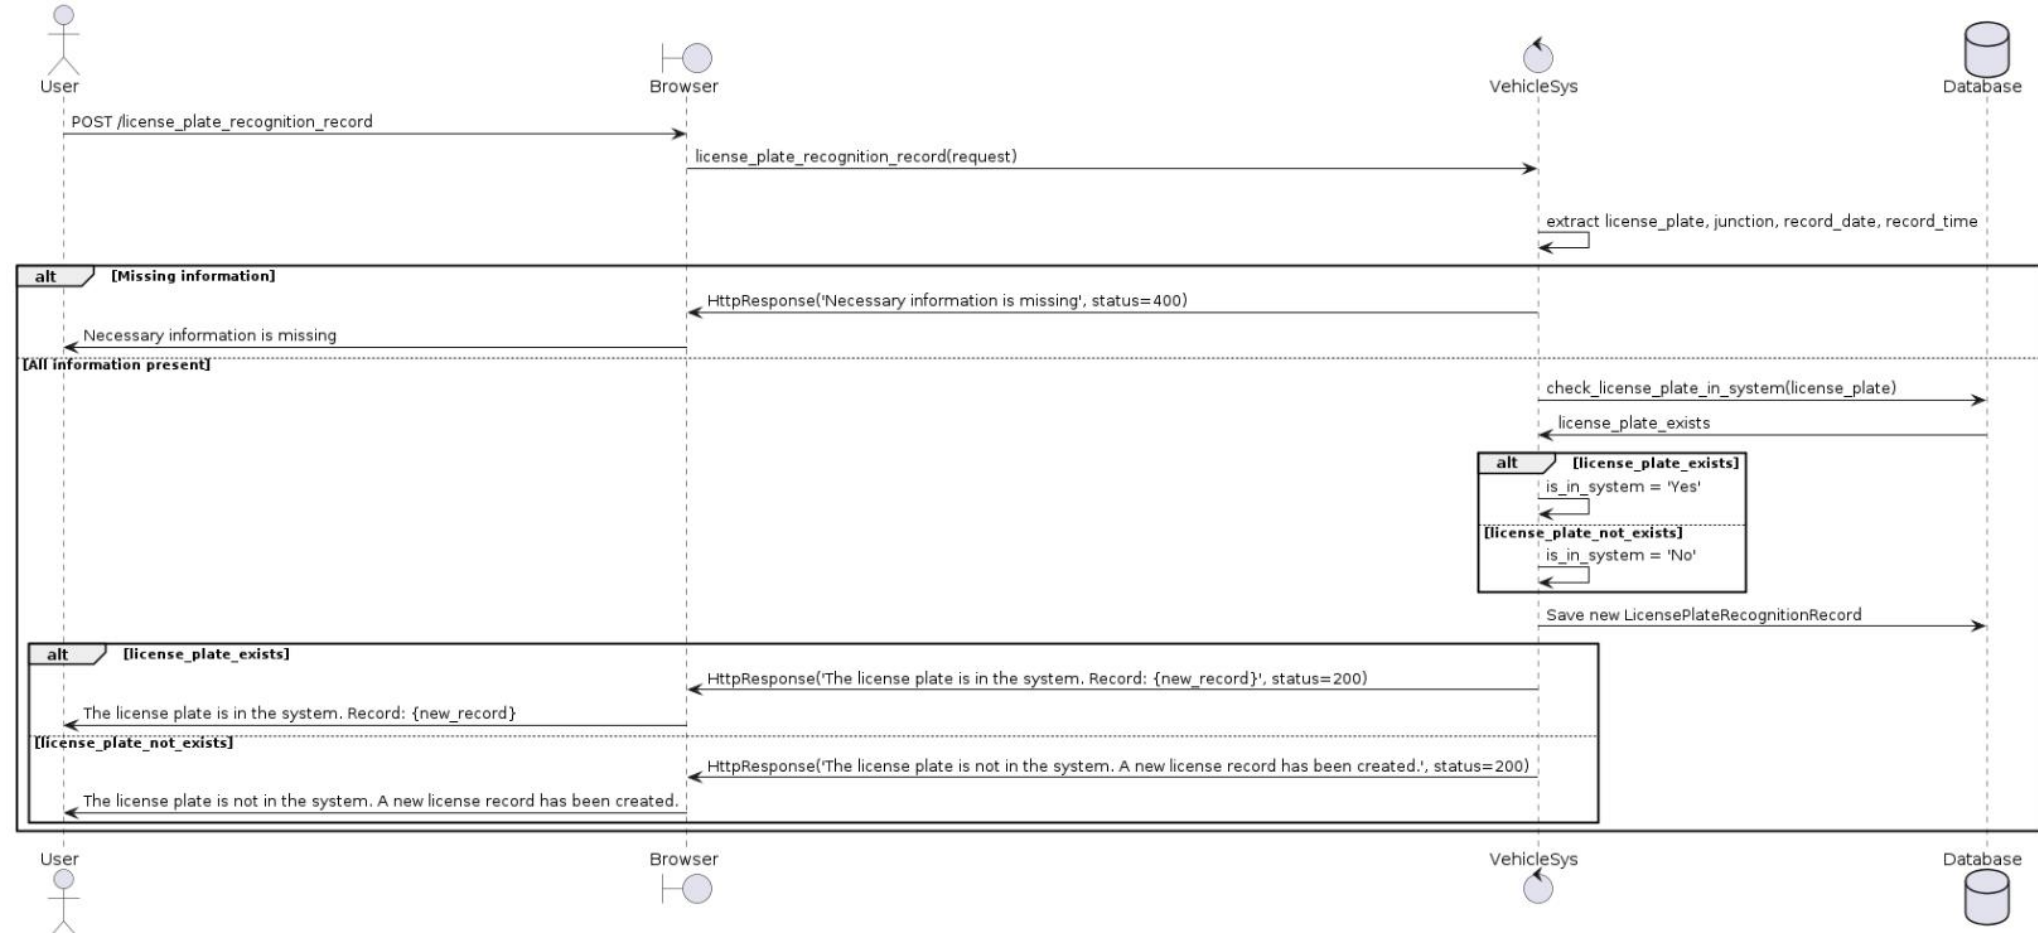 User
Browser
VehicleSys
Database
POST /license_plate_recognition_record
license_plate_recognition_record(request)
extract license_plate, junction, record_date, record_time
alt [Missing information]
HttpResponse('Necessary information is missing', status=400)
Necessary information is missing
[All information present]
check_license_plate_in_system(license_plate)
license_plate_exists
alt [license_plate_exists]
is_in_system = 'Yes'
[license_plate_not_exists]
is_in_system = 'No'
Save new LicensePlateRecognitionRecord
alt [license_plate_exists]
HttpResponse('The license plate is in the system. Record: {new_record}', status=200)
The license plate is in the system. Record: {new_record}
[license_plate_not_exists]
HttpResponse('The license plate is not in the system. A new license record has been created.', status=200)
The license plate is not in the system. A new license record has been created.
User
Browser
VehicleSys
Database